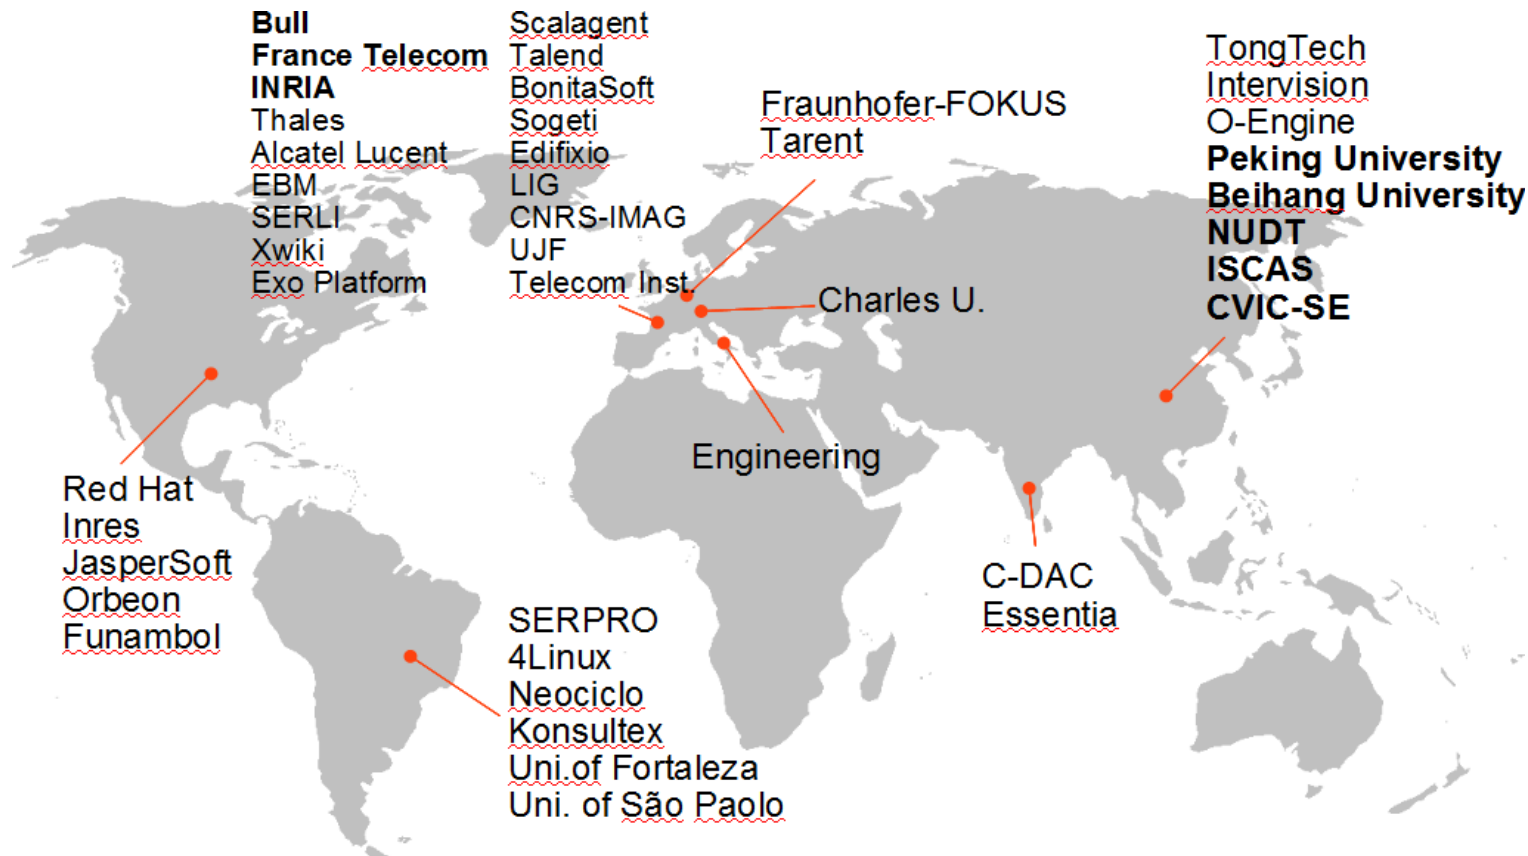 Bull
France Telecom
INRIA
Thales
Alcatel Lucent
EBM
SERLI
Xwiki
Exo Platform
Scalagent
Talend
BonitaSoft
Sogeti
Edifixio
LIG
CNRS-IMAG
UJF
Telecom Inst.
Fraunhofer-FOKUS
Tarent
TongTech
Intervision
O-Engine
Peking University
Beihang University
NUDT
ISCAS
CVIC-SE
Charles U.
Engineering
Red Hat
Inres
JasperSoft
Orbeon
Funambol
C-DAC
Essentia
SERPRO
4Linux
Neociclo
Konsultex
Uni.of Fortaleza
Uni. of São Paolo